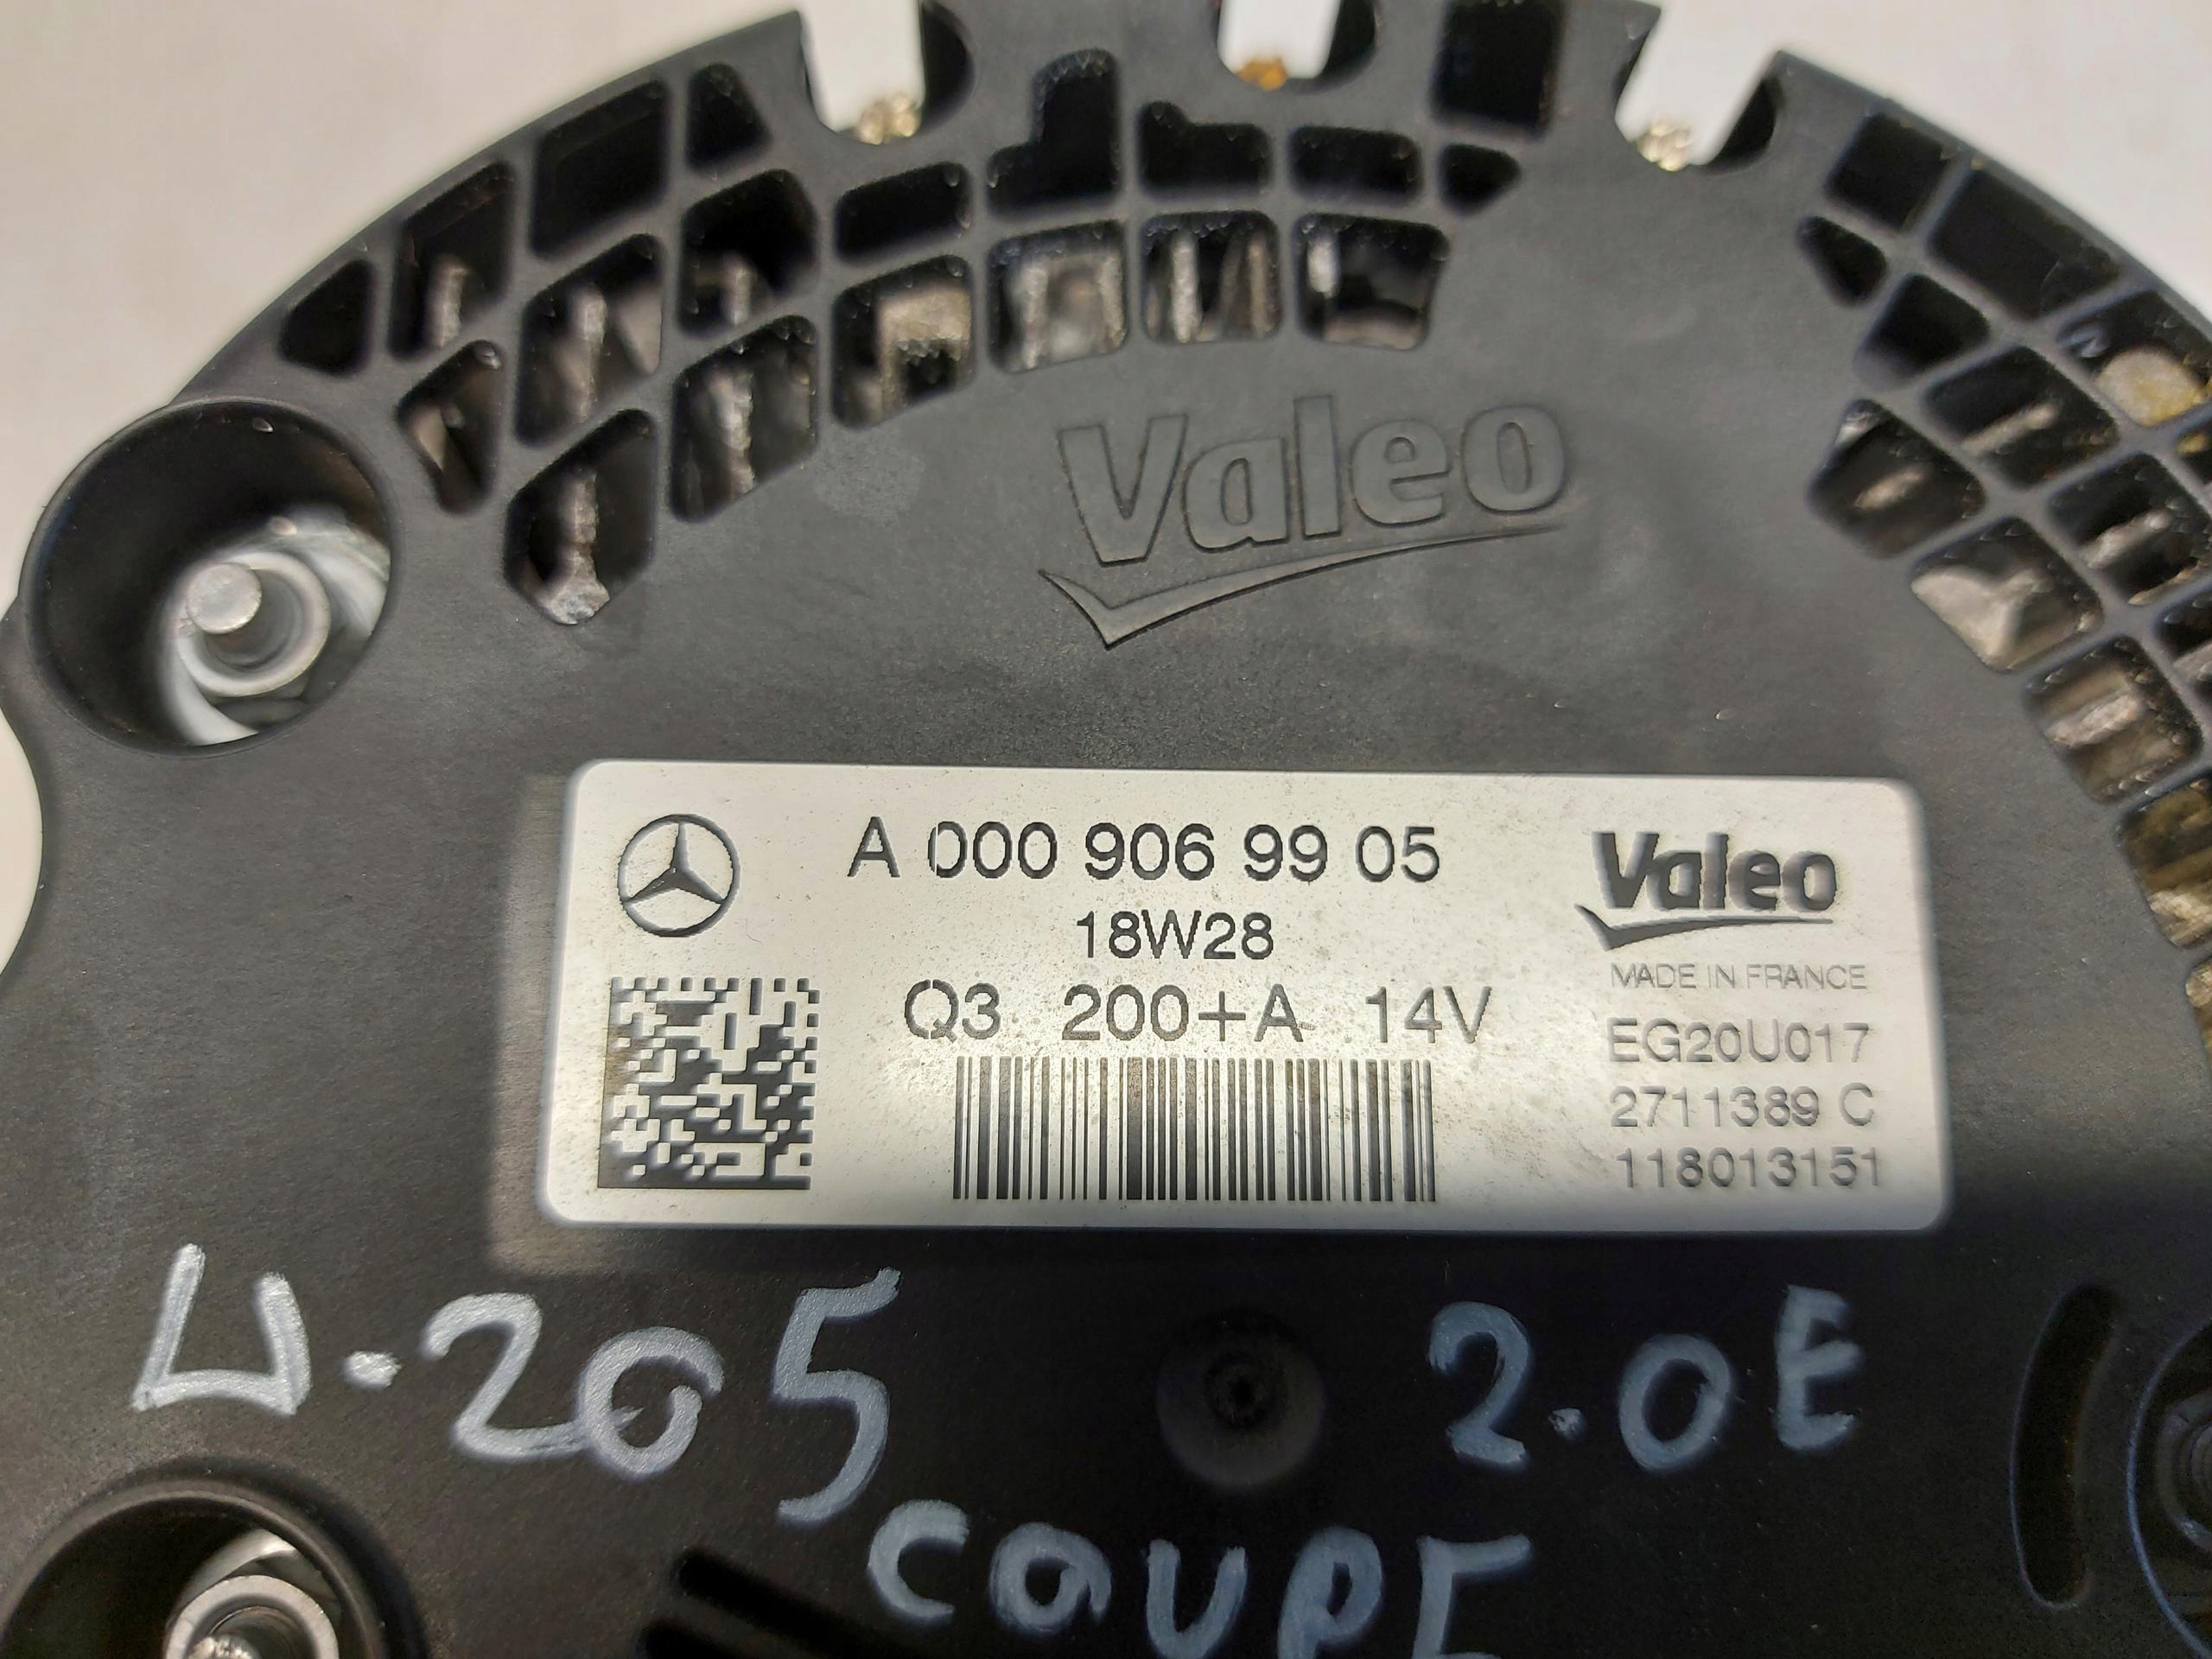 Valeo
A 000 906 99 05
18W28
Q3 200+A 14V
Valeo
MADE IN FRANCE
EG20U017
2711389 C
118013151
U-205 2.0E
COUPE